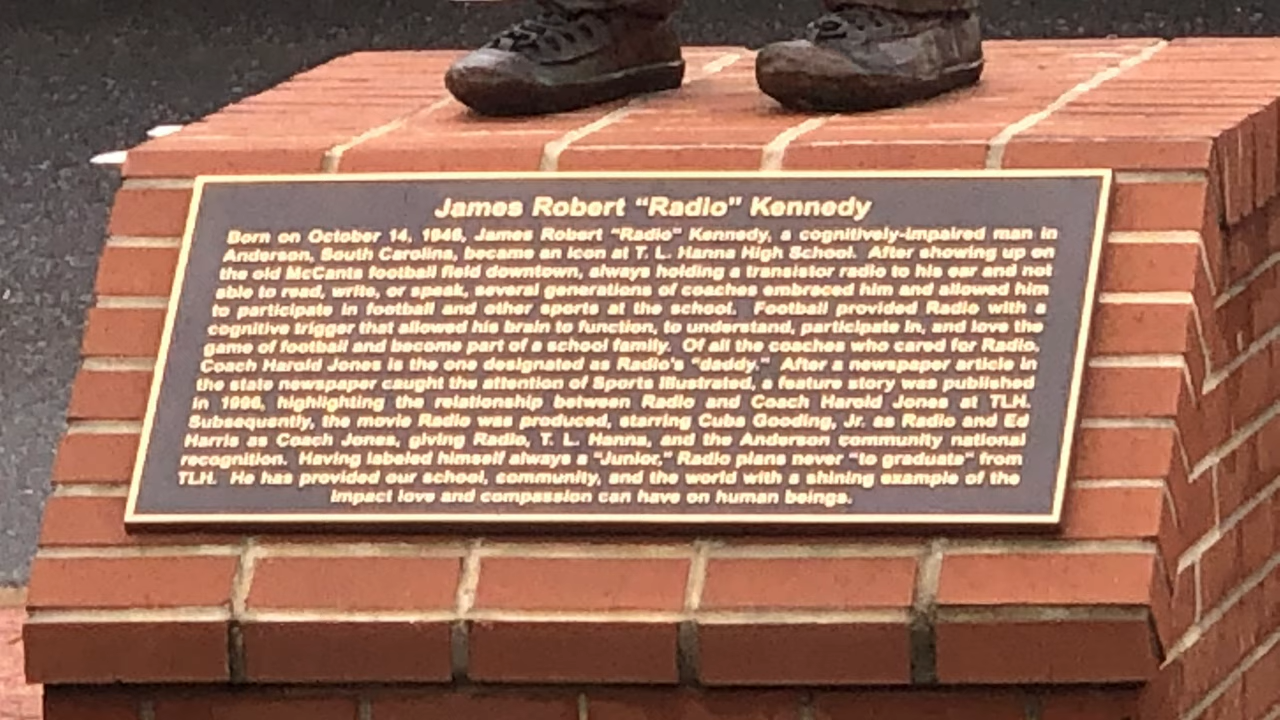 James Robert “Radio” Kennedy
Born on October 14, 1946, James Robert “Radio” Kennedy, a cognitively-impaired man in
Anderson, South Carolina, became an icon at T. L. Hanna High School. After showing up on
the old McCants football field downtown, always holding a transistor radio to his ear and not
able to read, write, or speak, several generations of coaches embraced him and allowed him
to participate in football and other sports at the school. Football provided Radio with a
cognitive trigger that allowed his brain to function, to understand, participate in, and love the
game of football and become part of a school family. Of all the coaches who cared for Radio,
Coach Harold Jones is the one designated as Radio's “daddy.” After a newspaper article in
the state newspaper caught the attention of Sports Illustrated, a feature story was published
in 1996, highlighting the relationship between Radio and Coach Harold Jones at TLH.
Subsequently, the movie Radio was produced, starring Cuba Gooding, Jr. as Radio and Ed
Harris as Coach Jones, giving Radio, T. L. Hanna, and the Anderson community national
recognition. Having labeled himself always a “Junior,” Radio plans never “to graduate” from
TLH. He has provided our school, community, and the world with a shining example of the
impact love and compassion can have on human beings.